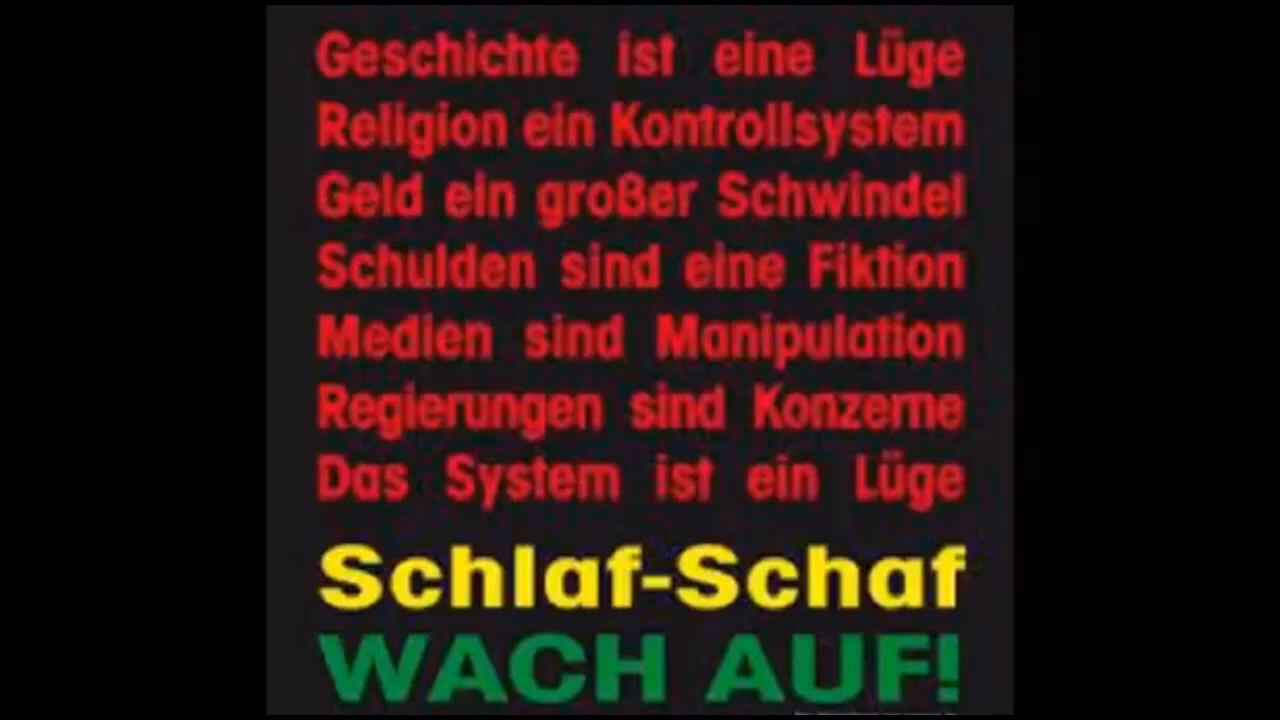 Geschichte ist eine Lüge
Religion ein Kontrollsystem
Geld ein großer Schwindel
Schulden sind eine Fiktion
Medien sind Manipulation
Regierungen sind Konzerne
Das System ist ein Lüge
Schlaf-Schaf
WACH AUF!